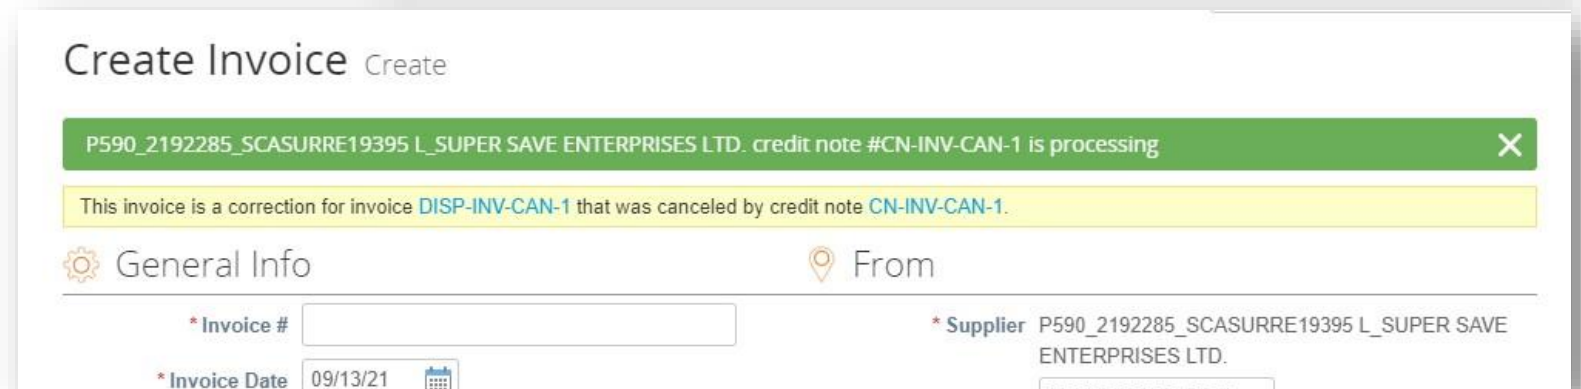 Create Invoice Create
P590_2192285_SCASURRE19395 L_SUPER SAVE ENTERPRISES LTD. credit note #CN-INV-CAN-1 is processing
This invoice is a correction for invoice DISP-INV-CAN-1 that was canceled by credit note CN-INV-CAN-1.
General Info
From
* Invoice #
* Supplier P590_2192285_SCASURRE19395 L_SUPER SAVE
ENTERPRISES LTD.
* Invoice Date 09/13/21